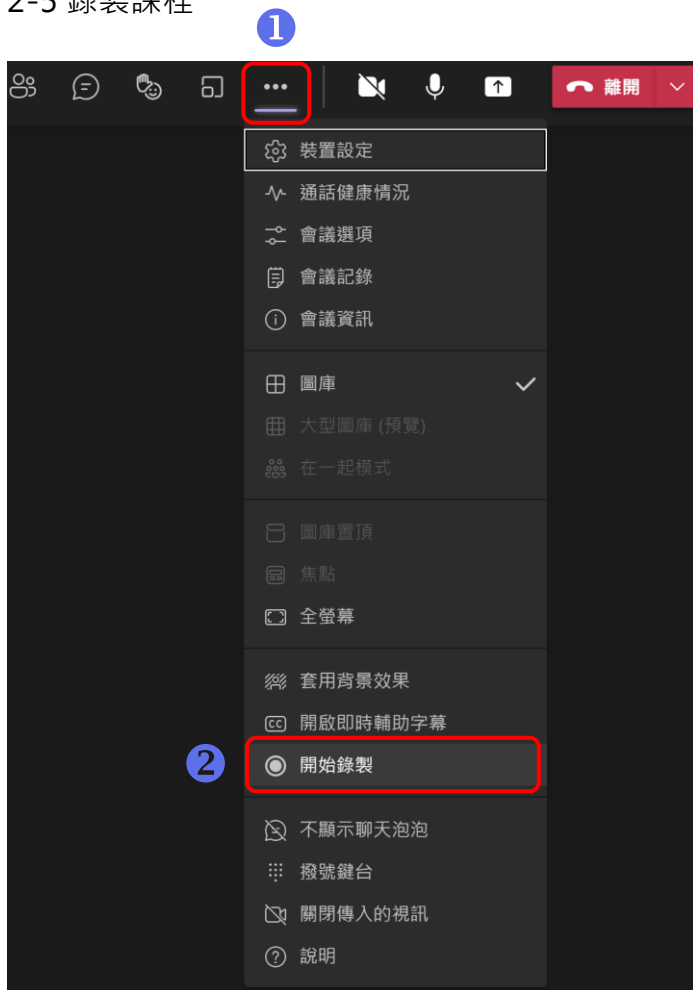 2-5 錄裝課程
1
離開
裝置設定
通話健康情況
會議選項
會議記錄
會議資訊
圖庫
大型圖庫 (預覽)
在一起模式
圖庫置頂
焦點
全螢幕
套用背景效果
CC 開啟即時輔助字幕
2
開始錄製
不顯示聊天泡泡
撥號鍵台
關閉傳入的視訊
說明